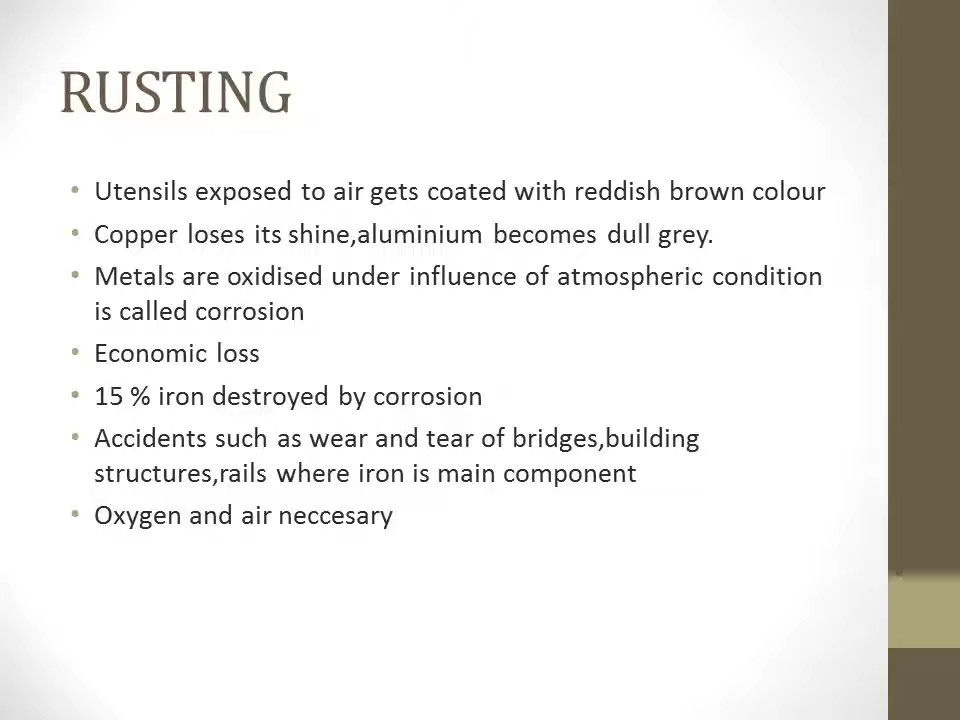 RUSTING
• Utensils exposed to air gets coated with reddish brown colour
• Copper loses its shine,aluminium becomes dull grey.
• Metals are oxidised under influence of atmospheric condition
is called corrosion
• Economic loss
• 15 % iron destroyed by corrosion
• Accidents such as wear and tear of bridges,building
structures,rails where iron is main component
• Oxygen and air neccesary